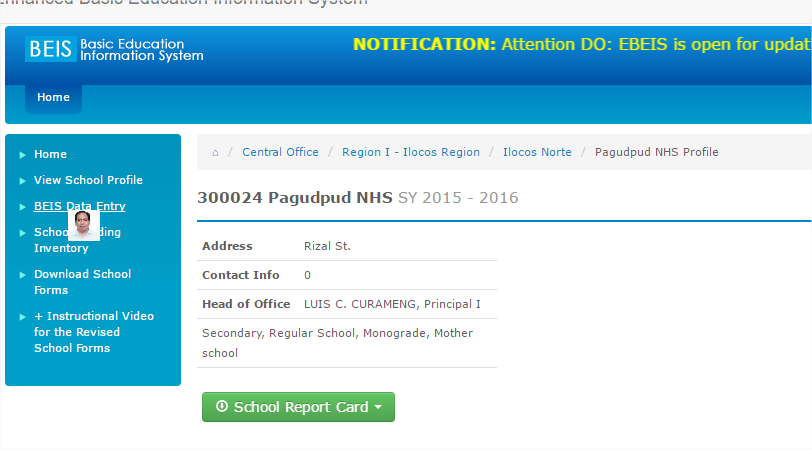 Enhanced Basic Education Information System
BEIS Basic Education
Information System
NOTIFICATION: Attention DO: EBEIS is open for updat
Home
Home
View School Profile
BEIS Data Entry
School ding
Inventory
Download School
Forms
+ Instructional Video
for the Revised
School Forms
/ Central Office / Region I - Ilocos Region / Ilocos Norte / Pagudpud NHS Profile
300024 Pagudpud NHS SY 2015 - 2016
Address Rizal St.
Contact Info 0
Head of Office LUIS C. CURAMENG, Principal I
Secondary, Regular School, Monograde, Mother
school
School Report Card